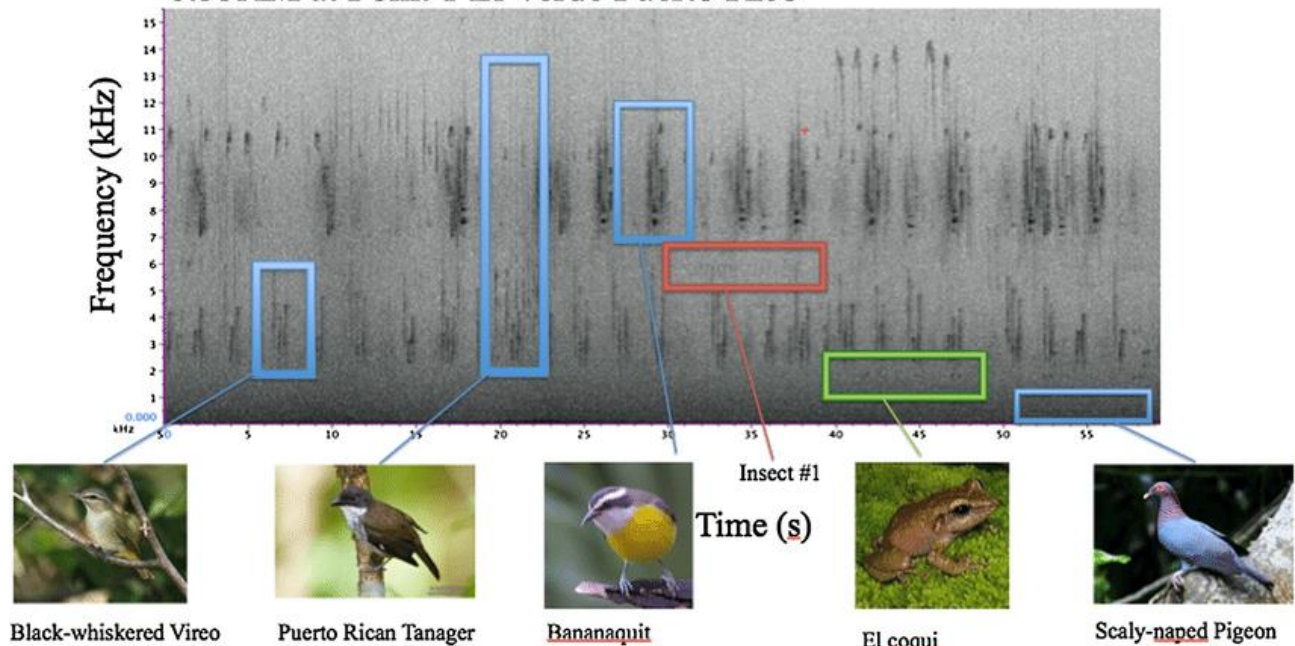 Frequency (kHz)
15
14
13
12
11
10
9
8
7
6
5
4
3
2
1
0.000
kHz
5 10 15 20 25 30 35 40 45 50 55
Insect #1
Time (s)
Black-whiskered Vireo
Puerto Rican Tanager
Bananaquit
El coqui
Scaly-naped Pigeon